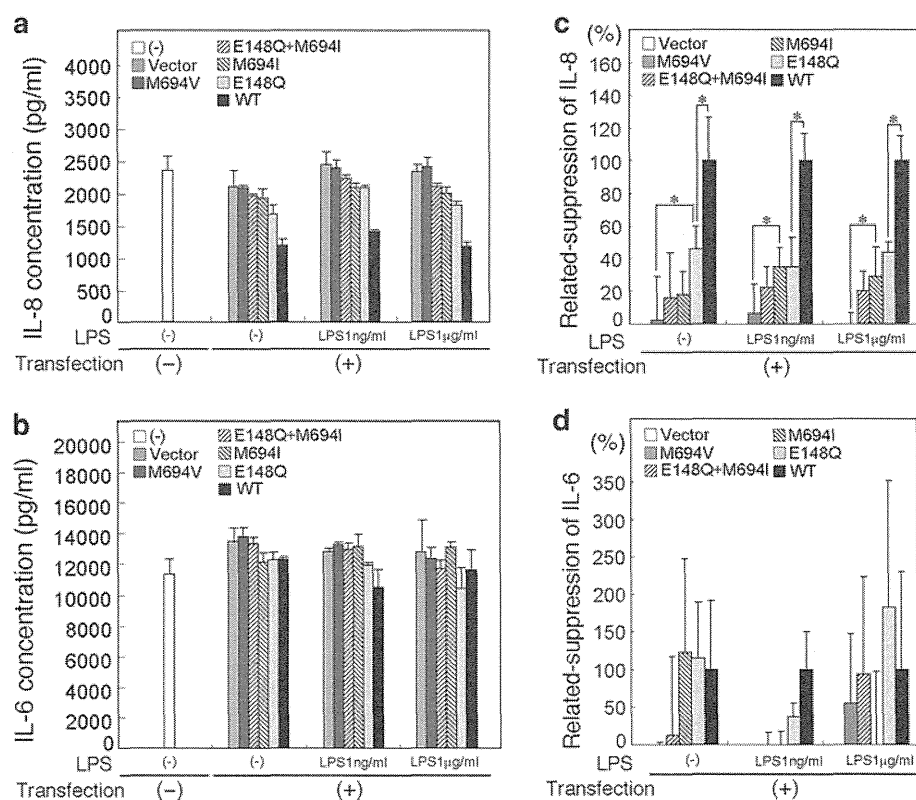 a
IL-8 concentration (pg/ml)
4000
3500
3000
2500
2000
1500
1000
500
0
(-)
Vector
M694V
E148Q+M694I
M694I
E148Q
WT
LPS
(-)
(-)
LPS1ng/ml
LPS1µg/ml
Transfection
(−)
(+)
c
(%)
Related-suppression of IL-8
160
140
120
100
80
60
40
20
0
Vector
M694V
E148Q+M694I
M694I
E148Q
WT
*
*
*
*
*
*
LPS
(-)
LPS1ng/ml
LPS1µg/ml
Transfection
(+)
b
IL-6 concentration (pg/ml)
20000
18000
16000
14000
12000
10000
8000
6000
4000
2000
0
(-)
Vector
M694V
E148Q+M694I
M694I
E148Q
WT
LPS
(-)
(-)
LPS1ng/ml
LPS1µg/ml
Transfection
(−)
(+)
d
(%)
Related-suppression of IL-6
350
300
250
200
150
100
50
0
Vector
M694V
E148Q+M694I
M694I
E148Q
WT
LPS
(-)
LPS1ng/ml
LPS1µg/ml
Transfection
(+)